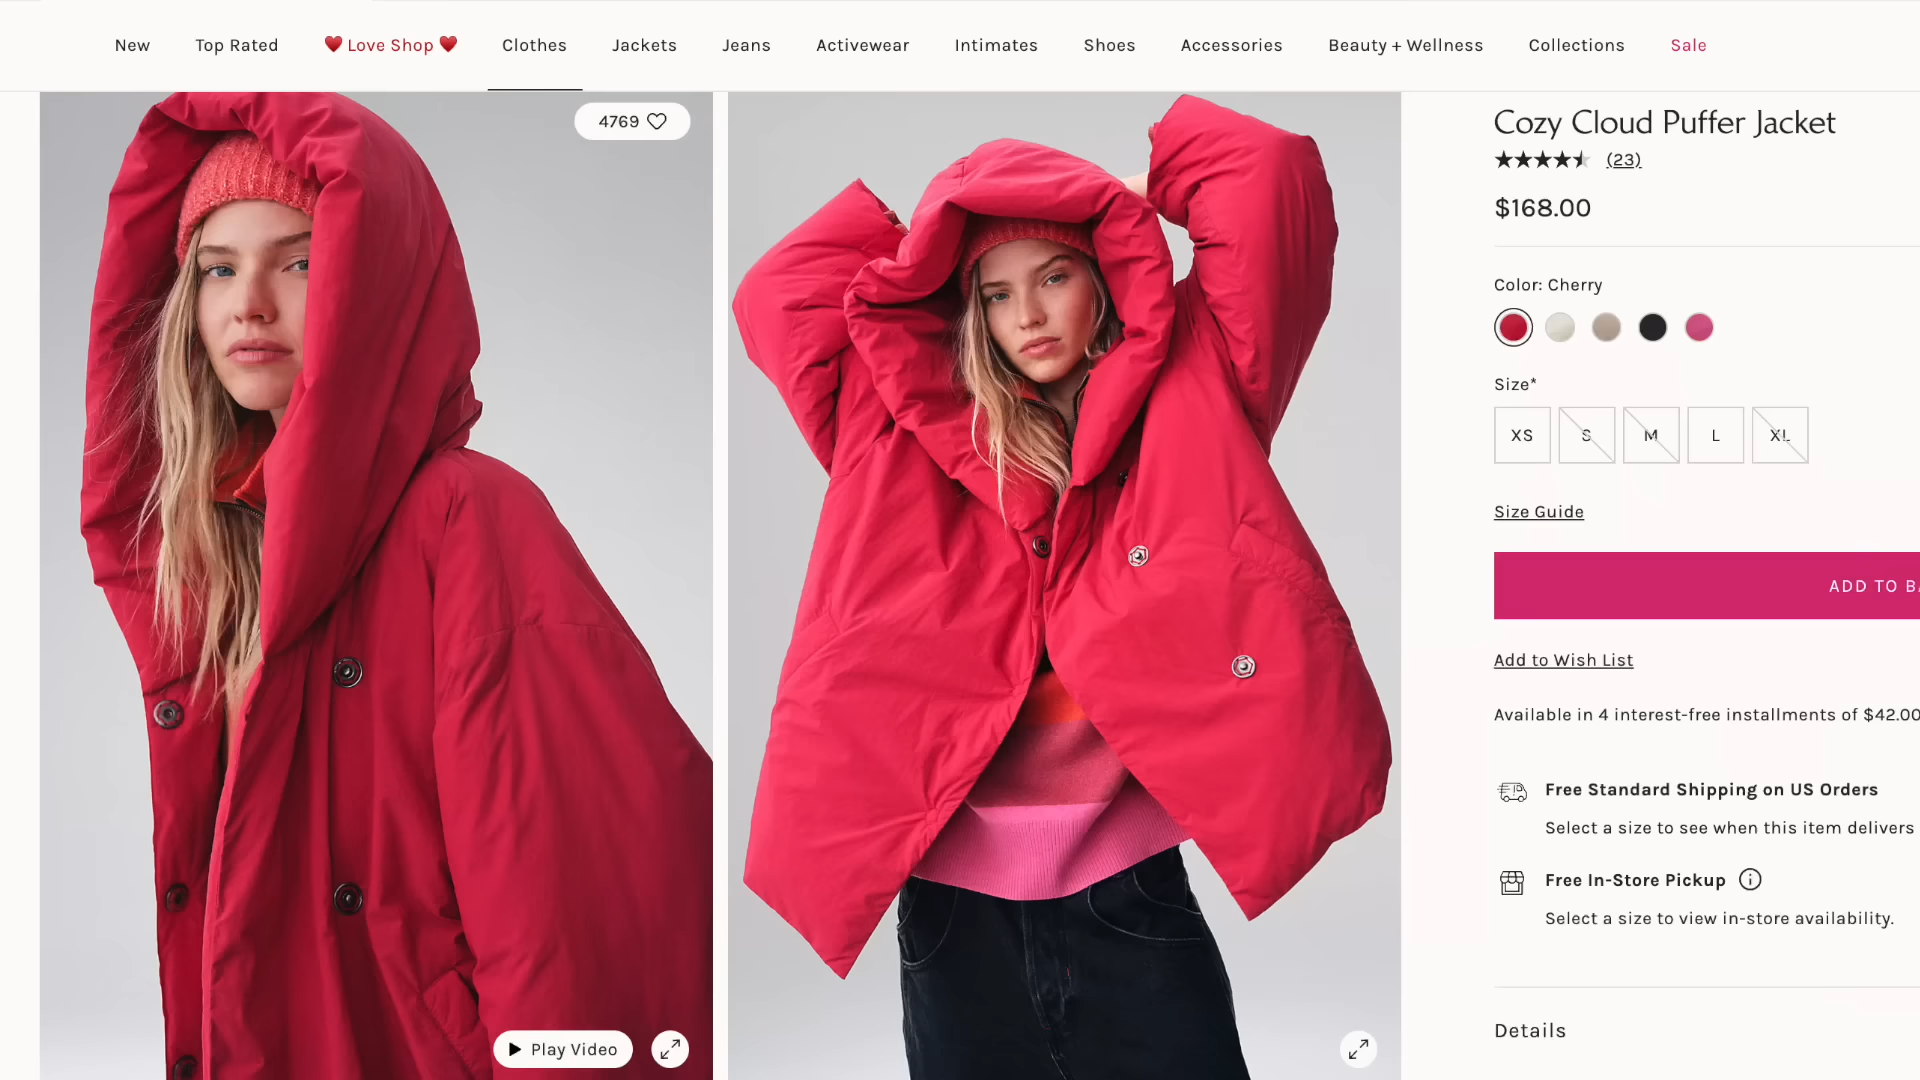 New
Top Rated
Love Shop
Clothes
Jackets
Jeans
Activewear
Intimates
Shoes
Accessories
Beauty + Wellness
Collections
Sale
4769
Play Video
Cozy Cloud Puffer Jacket
(23)
$168.00
Color: Cherry
Size*
XS
S
M
L
XL
Size Guide
ADD TO BA
Add to Wish List
Available in 4 interest-free installments of $42.00
Free Standard Shipping on US Orders
Select a size to see when this item delivers
Free In-Store Pickup
Select a size to view in-store availability.
Details